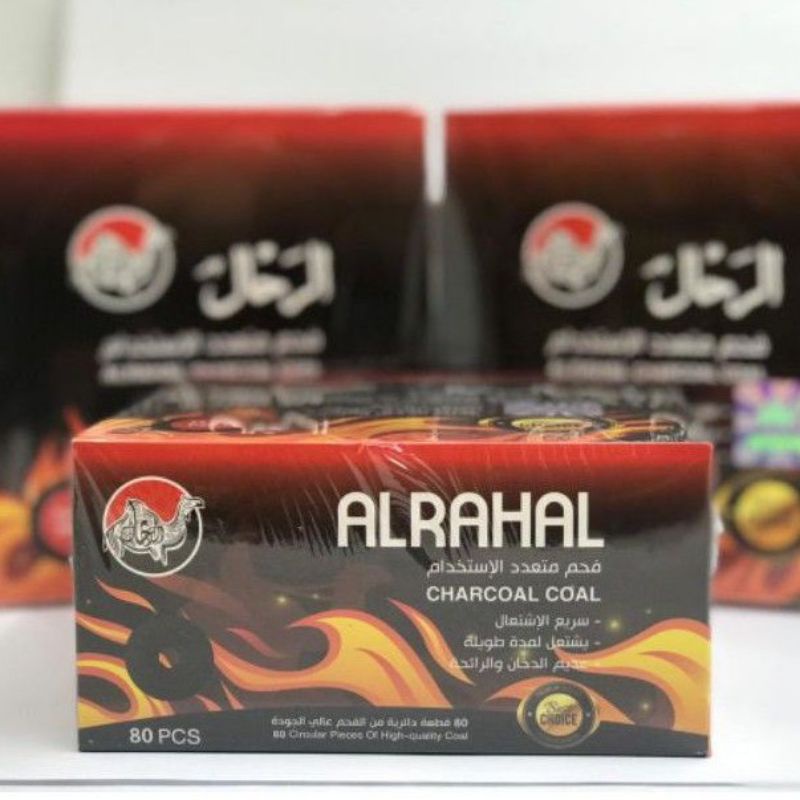 الرحال
فحم متعدد الإستخدام
الرحال
فحم متعدد الإستخدام
ALRAHAL
فحم متعدد الإستخدام
CHARCOAL COAL
- سريع الإشتعال
- يشتعل لمدة طويلة
- عديم الدخان والرائحة
80 قطعة دائرية من الفحم عالي الجودة
80 Circular Pieces Of High-quality Coal
80 PCS
CHOICE